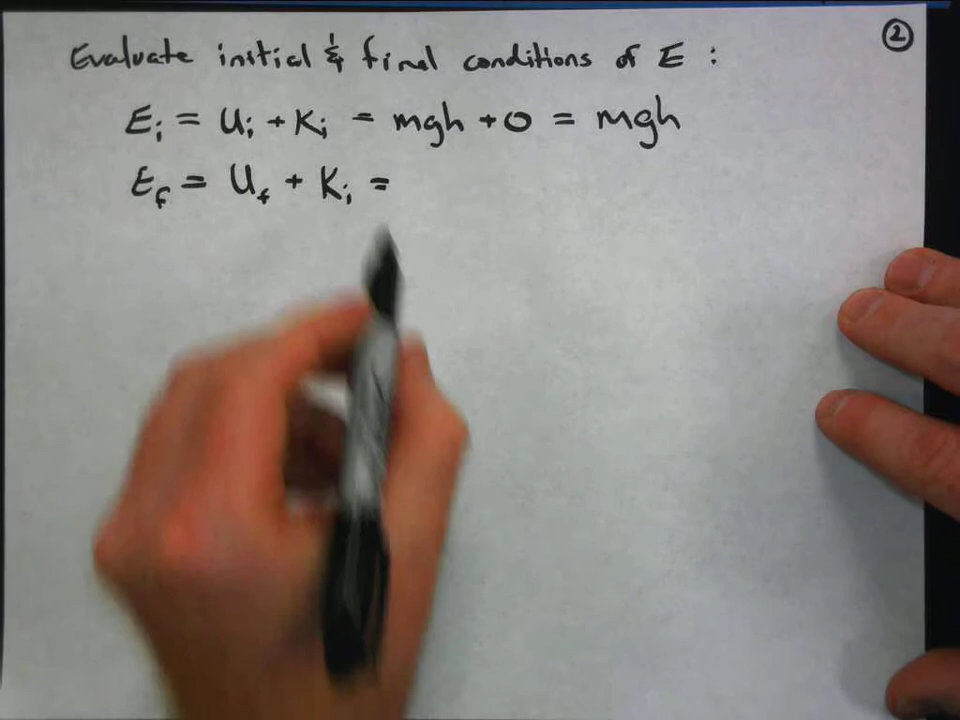 ②
Evaluate initial & final conditions of E :
Eᵢ = Uᵢ + Kᵢ = mgh + 0 = mgh
E_f = U_f + Kᵢ =